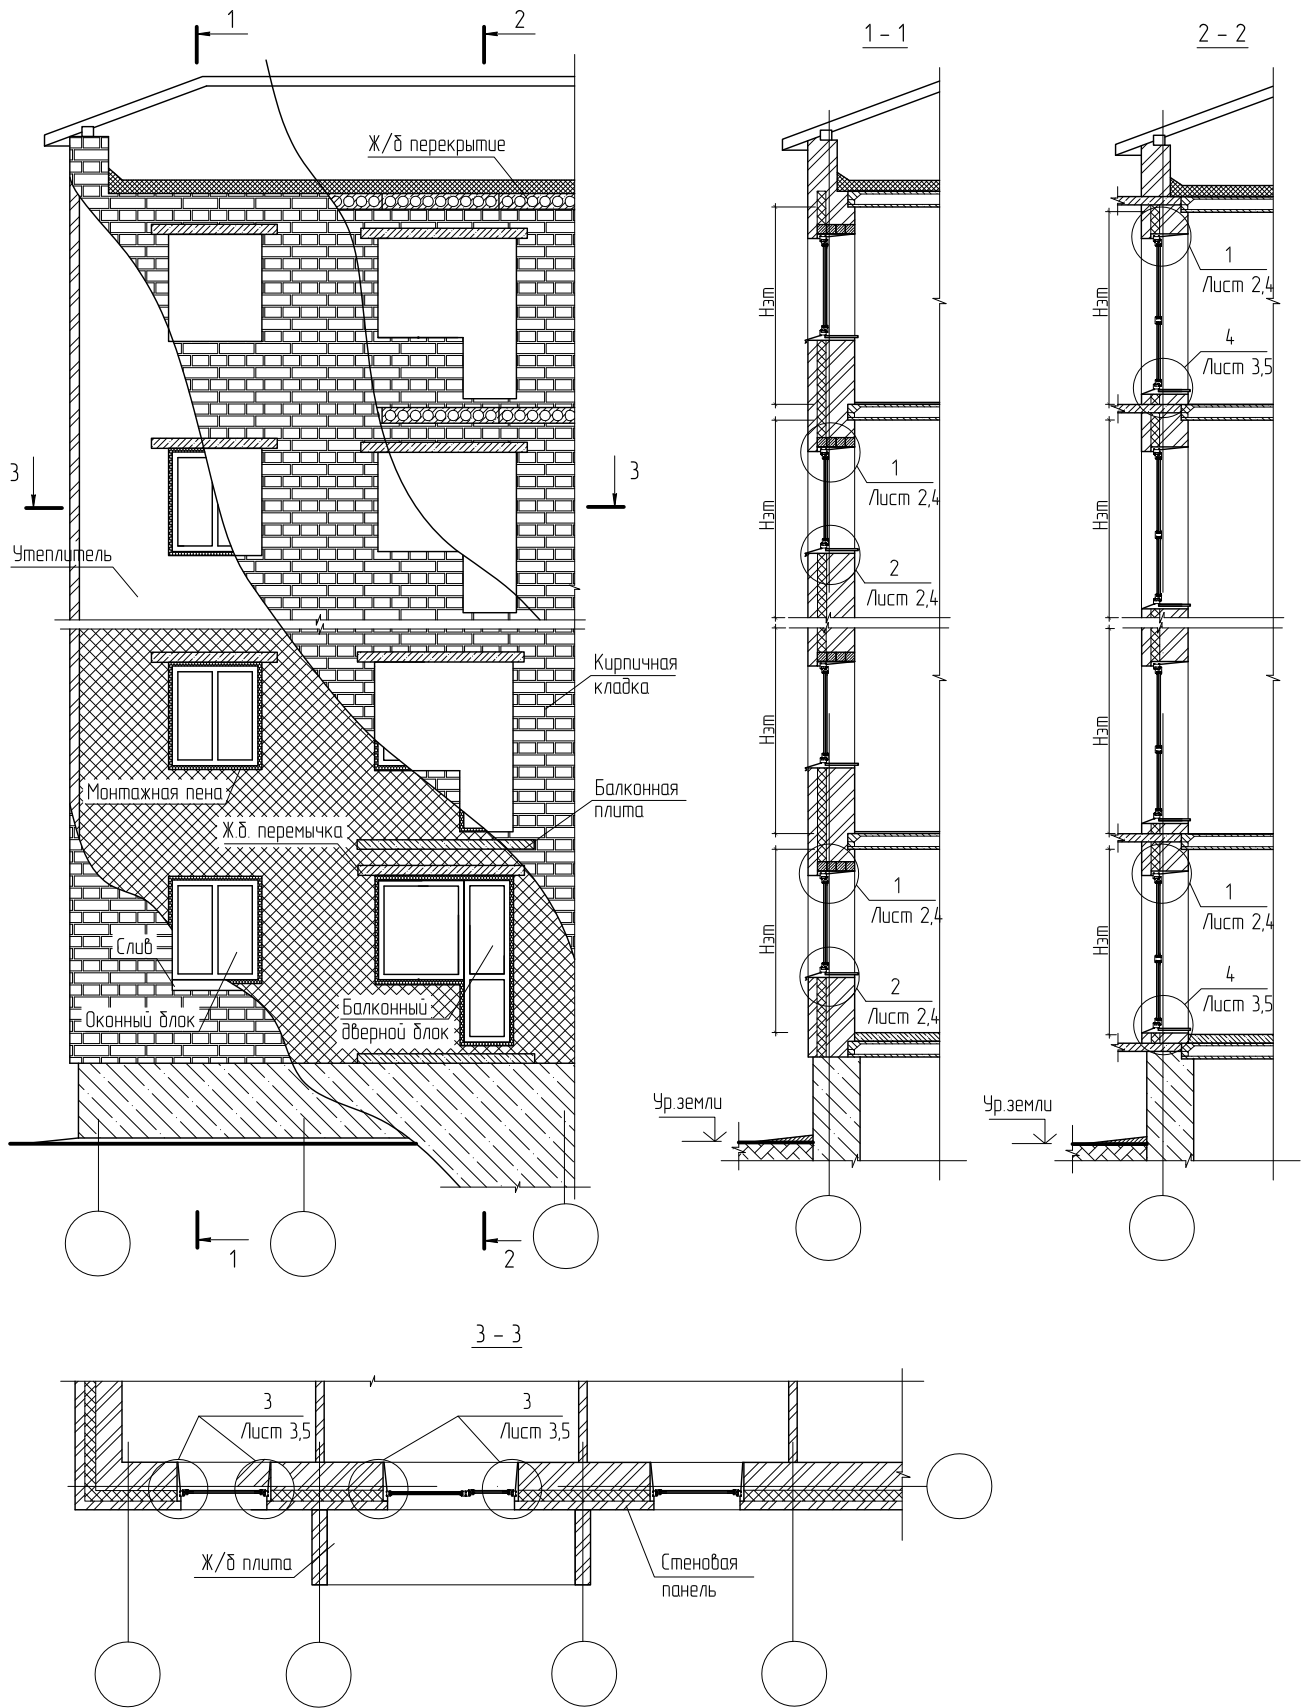 1
2
1 – 1
2 – 2
Ж/б перекрытие
3
3
Утеплитель
Кирпичная
кладка
Монтажная пена
Балконная
плита
Ж.б. перемычка
Слив
Оконный блок
Балконный
дверной блок
1
2
Нэт
Нэт
Нэт
Нэт
1
Лист 2,4
2
Лист 2,4
1
Лист 2,4
2
Лист 2,4
Ур.земли
Нэт
Нэт
Нэт
Нэт
1
Лист 2,4
4
Лист 3,5
1
Лист 2,4
4
Лист 3,5
Ур.земли
3 – 3
3
Лист 3,5
3
Лист 3,5
Ж/б плита
Стеновая
панель